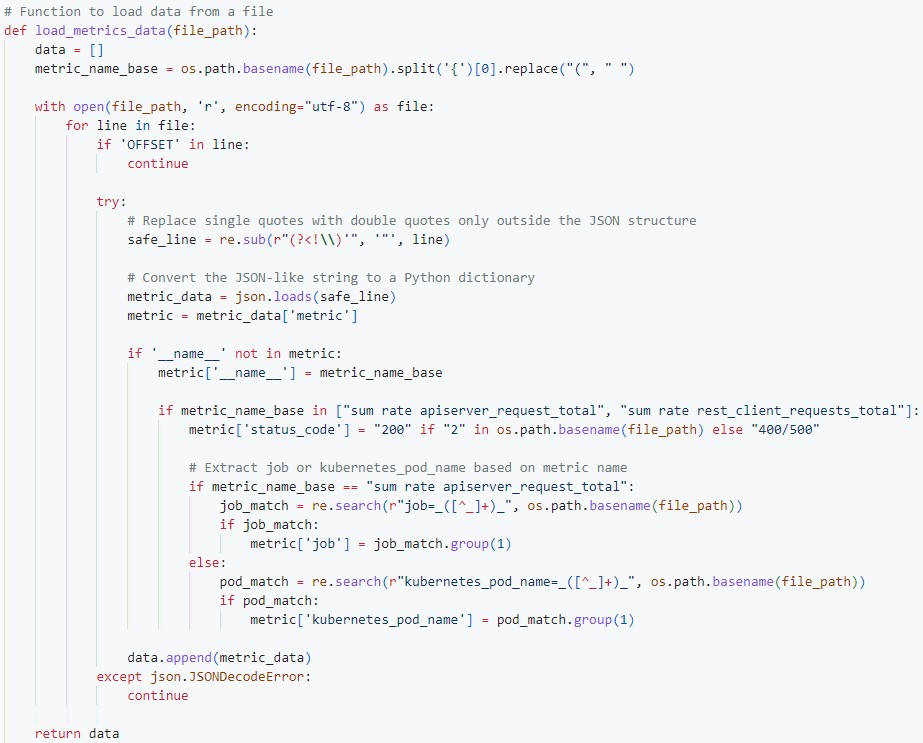 # Function to load data from a file
def load_metrics_data(file_path):
    data = []
    metric_name_base = os.path.basename(file_path).split('{')[0].replace("(", " ")

    with open(file_path, 'r', encoding="utf-8") as file:
        for line in file:
            if 'OFFSET' in line:
                continue

            try:
                # Replace single quotes with double quotes only outside the JSON structure
                safe_line = re.sub(r"(?<!\\)'", '"', line)

                # Convert the JSON-like string to a Python dictionary
                metric_data = json.loads(safe_line)
                metric = metric_data['metric']

                if '__name__' not in metric:
                    metric['__name__'] = metric_name_base

                    if metric_name_base in ["sum rate apiserver_request_total", "sum rate rest_client_requests_total"]:
                        metric['status_code'] = "200" if "2" in os.path.basename(file_path) else "400/500"

                        # Extract job or kubernetes_pod_name based on metric name
                        if metric_name_base == "sum rate apiserver_request_total":
                            job_match = re.search(r"job=_([^_]+)_", os.path.basename(file_path))
                            if job_match:
                                metric['job'] = job_match.group(1)
                        else:
                            pod_match = re.search(r"kubernetes_pod_name=_([^_]+)_", os.path.basename(file_path))
                            if pod_match:
                                metric['kubernetes_pod_name'] = pod_match.group(1)

                data.append(metric_data)
            except json.JSONDecodeError:
                continue

    return data